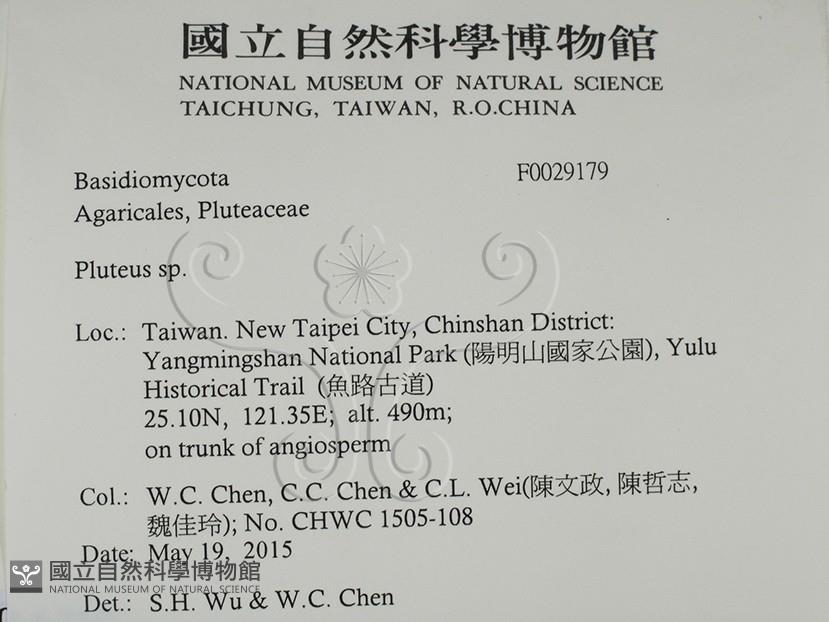 國立自然科學博物館
NATIONAL MUSEUM OF NATURAL SCIENCE
TAICHUNG, TAIWAN, R.O.CHINA
Basidiomycota F0029179
Agaricales, Pluteaceae
Pluteus sp.
Loc.: Taiwan. New Taipei City, Chinshan District:
Yangmingshan National Park (陽明山國家公園), Yulu
Historical Trail (魚路古道)
25.10N, 121.35E; alt. 490m;
on trunk of angiosperm
Col.: W.C. Chen, C.C. Chen & C.L. Wei(陳文政, 陳哲志,
魏佳玲); No. CHWC 1505-108
Date: May 19, 2015
Det.: S.H. Wu & W.C. Chen
國立自然科學博物館
NATIONAL MUSEUM OF NATURAL SCIENCE